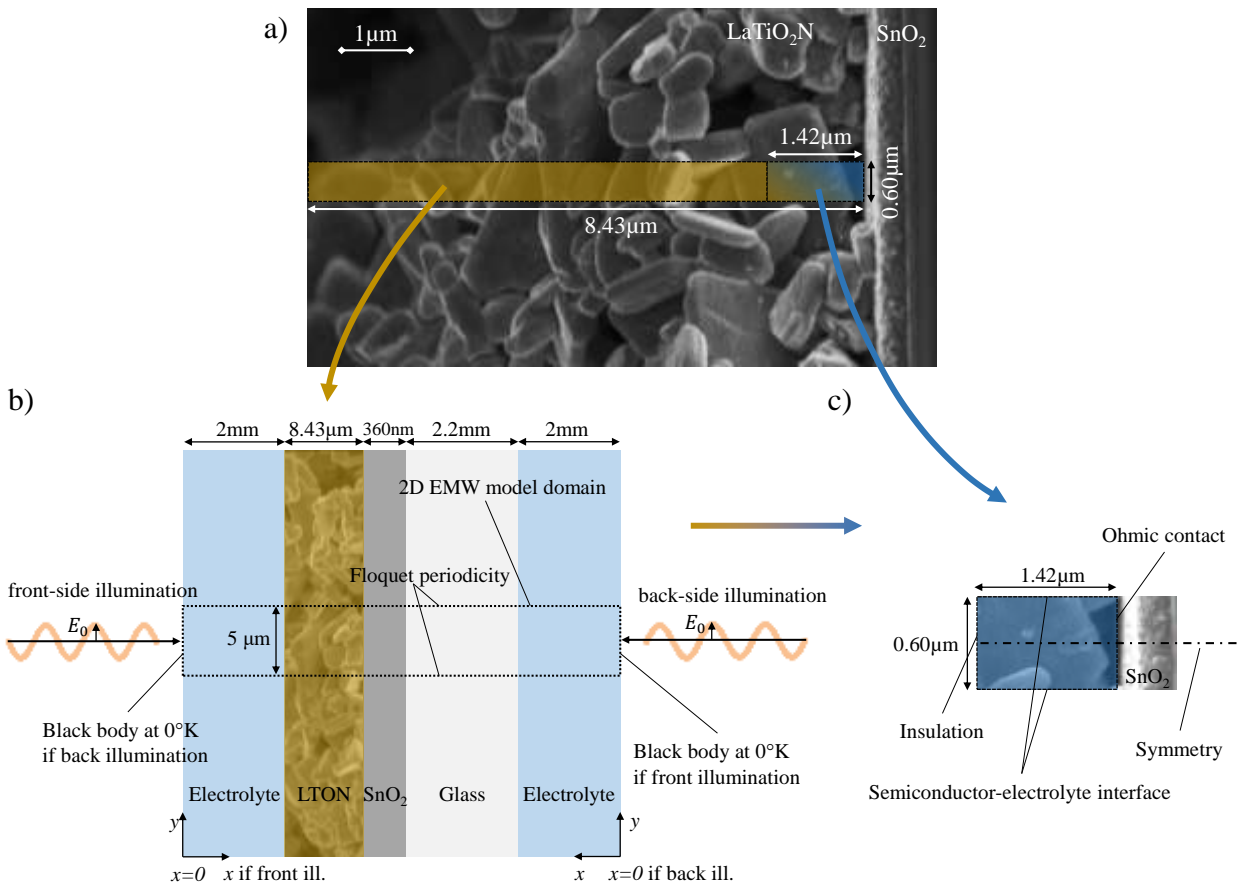 a)
1μm
LaTiO₂N
SnO₂
1.42μm
0.60μm
8.43μm
b)
2mm
8.43μm
360nm
2.2mm
2mm
2D EMW model domain
Floquet periodicity
front-side illumination
E₀
5 μm
back-side illumination
E₀
Black body at 0°K
if back illumination
Black body at 0°K
if front illumination
Electrolyte
LTON
SnO₂
Glass
Electrolyte
y
x=0
x if front ill.
y
x
x=0 if back ill.
c)
Ohmic contact
1.42μm
0.60μm
SnO₂
Insulation
Symmetry
Semiconductor-electrolyte interface